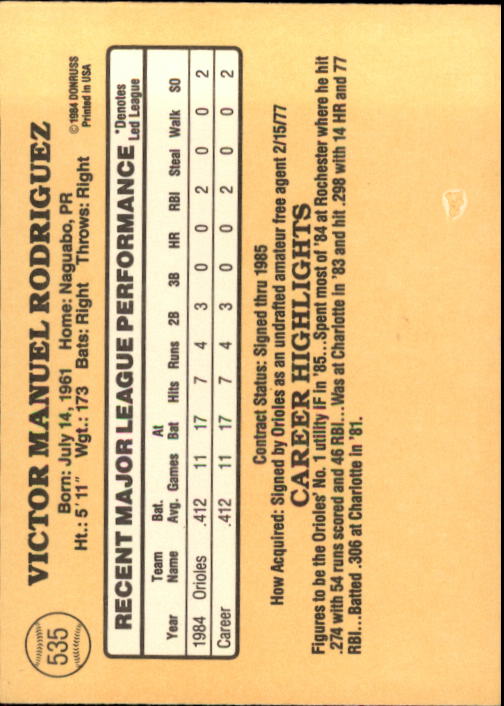 535
VICTOR MANUEL RODRIGUEZ
©1984 DONRUSS
Printed in USA
Born: July 14, 1961 Home: Naguabo, PR
Ht.: 5' 11" Wgt.: 173 Bats: Right Throws: Right
RECENT MAJOR LEAGUE PERFORMANCE
*Denotes
Led League
Year Team Name Bat. Avg. Games At Bat Hits Runs 2B 3B HR RBI Steal Walk SO
1984 Orioles .412 11 17 7 4 3 0 0 2 0 0 2
Career .412 11 17 7 4 3 0 0 2 0 0 2
Contract Status: Signed thru 1985
How Acquired: Signed by Orioles as an undrafted amateur free agent 2/15/77
CAREER HIGHLIGHTS
Figures to be the Orioles' No. 1 utility IF in '85...Spent most of '84 at Rochester where he hit
.274 with 54 runs scored and 46 RBI...Was at Charlotte in '83 and hit .298 with 14 HR and 77
RBI...Batted .306 at Charlotte in '81.